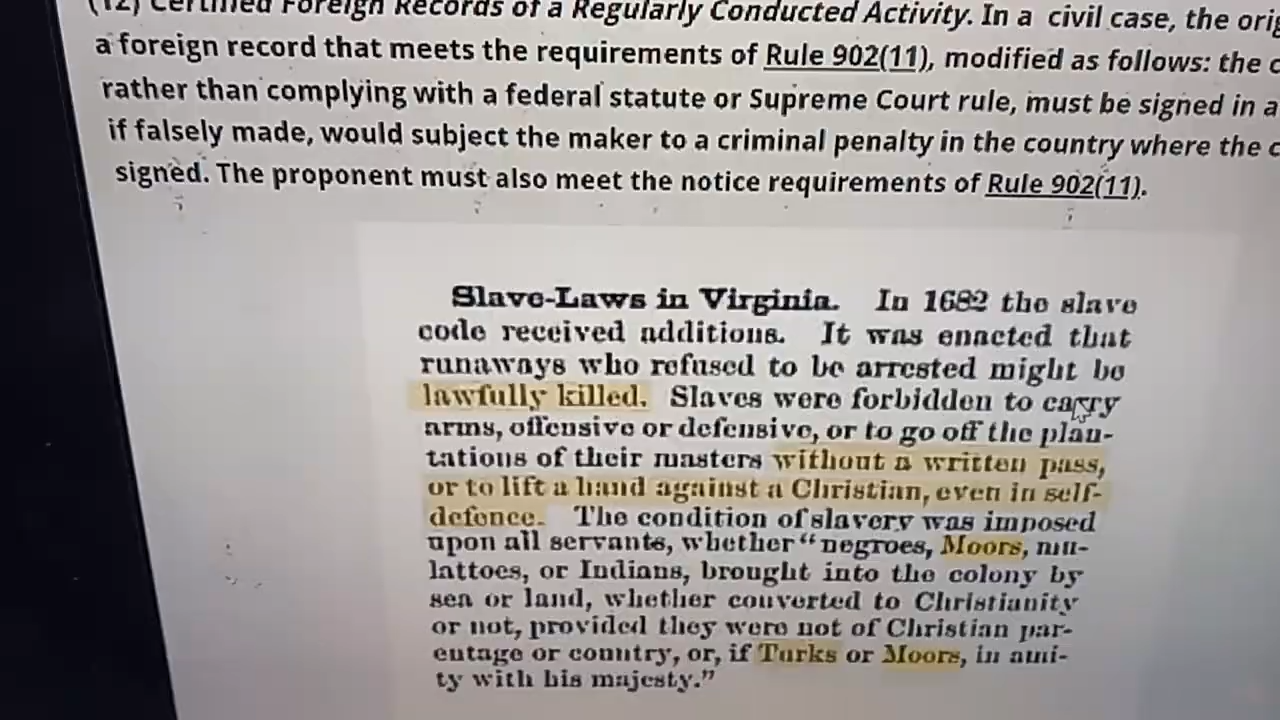 (12) Certified Foreign Records of a Regularly Conducted Activity. In a civil case, the
a foreign record that meets the requirements of Rule 902(11), modified as follows: the
rather than complying with a federal statute or Supreme Court rule, must be signed in a
if falsely made, would subject the maker to a criminal penalty in the country where the
signed. The proponent must also meet the notice requirements of Rule 902(11).
Slave-Laws in Virginia. In 1682 the slave
code received additions. It was enacted that
runaways who refused to be arrested might be
lawfully killed. Slaves were forbidden to carry
arms, offensive or defensive, or to go off the plan-
tations of their masters without a written pass,
or to lift a hand against a Christian, even in self-
defence. The condition of slavery was imposed
upon all servants, whether "negroes, Moors, mu-
lattoes, or Indians, brought into the colony by
sea or land, whether converted to Christianity
or not, provided they were not of Christian par-
entage or country, or, if Turks or Moors, in ami-
ty with his majesty."